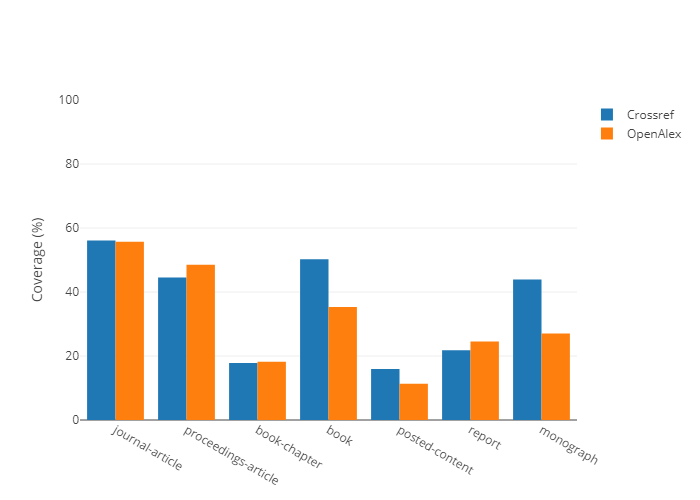 100
80
60
40
20
0
Coverage (%)
journal-article
proceedings-article
book-chapter
book
posted-content
report
monograph
Crossref
OpenAlex